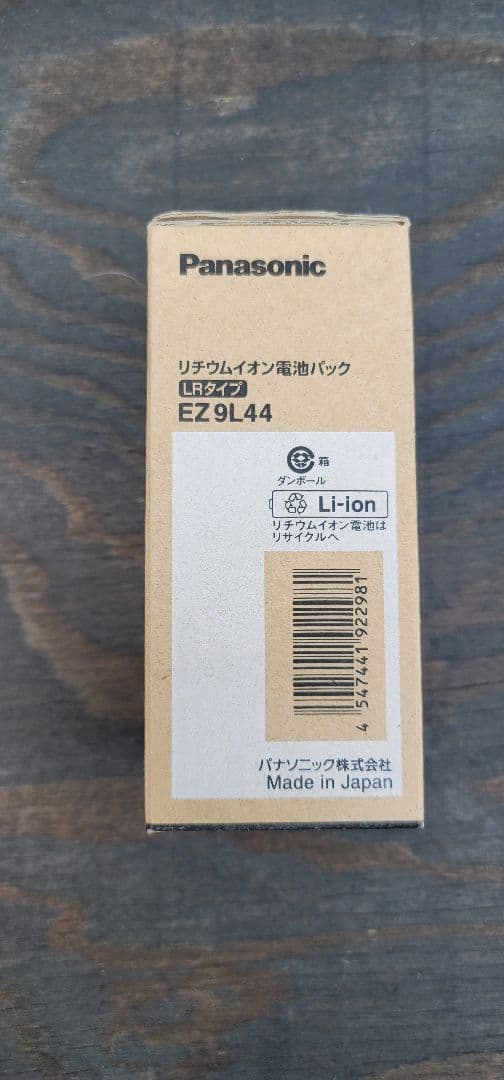 Panasonic
リチウムイオン電池パック
LRタイプ
EZ9L44
箱
ダンボール
Li-ion
リチウムイオン電池は
リサイクルへ
4 547441 922981
パナソニック株式会社
Made in Japan